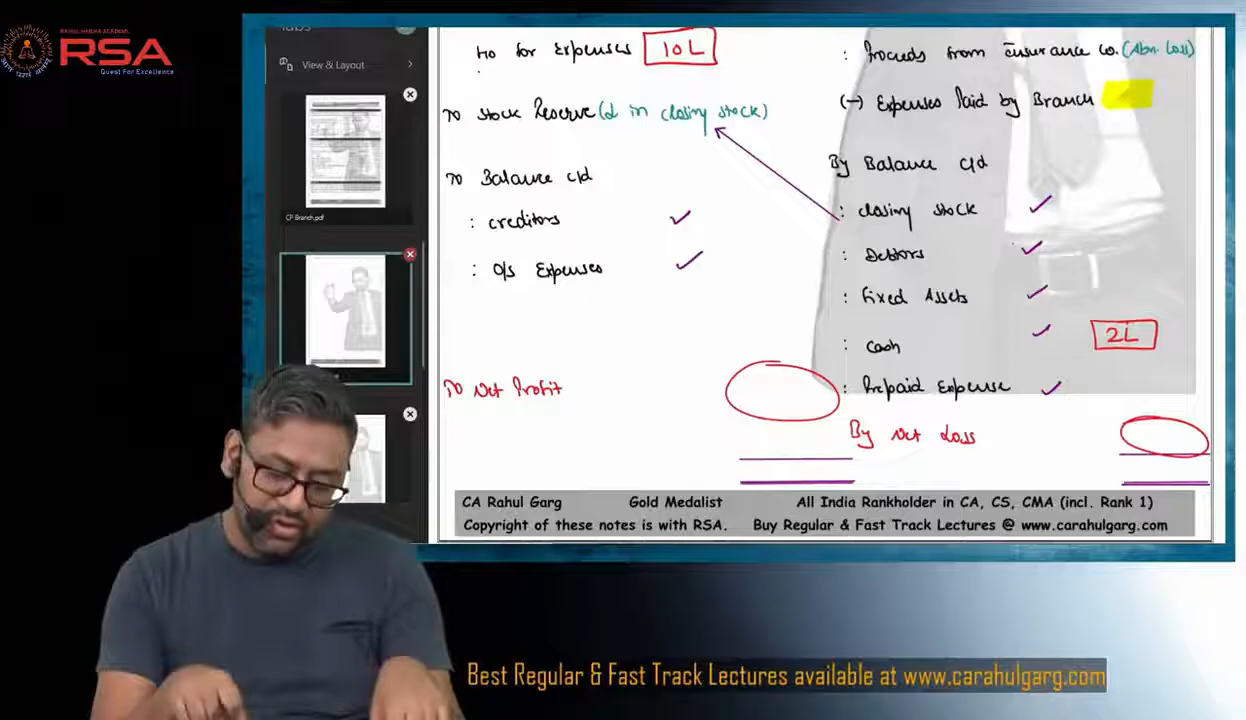 RAHUL SHIKSHA ACADEMY
RSA
Quest For Excellence
View & Layout
CP Branch.pdf
HO for Expenses 10L
To Stock Reserve (L in closing stock)
To Balance c/d
: creditors
: O/s Expenses
To Net Profit
: Proceeds from insurance co. (Abn. Loss)
(-) Expenses Paid by Branch
By Balance c/d
: closing stock
: Debtors
: Fixed Assets
: cash 2L
: Prepaid Expense
By Net Loss
CA Rahul Garg Gold Medalist All India Rankholder in CA, CS, CMA (incl. Rank 1)
Copyright of these notes is with RSA. Buy Regular & Fast Track Lectures @ www.carahulgarg.com
Best Regular & Fast Track Lectures available at www.carahulgarg.com